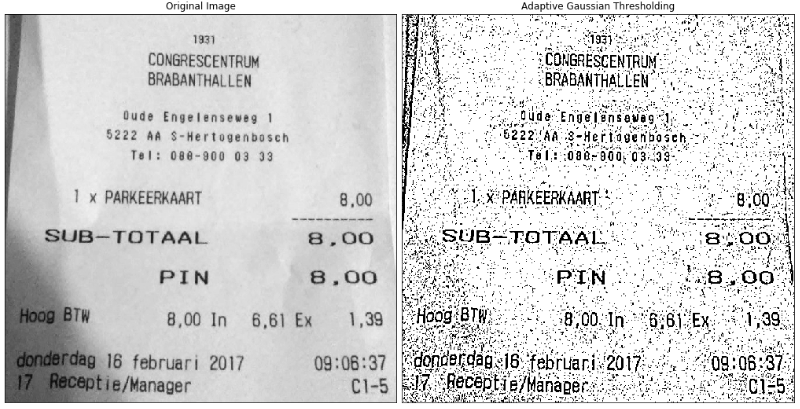 Original Image
1931
CONGRESCENTRUM
BRABANTHALLEN
Oude Engelenseweg 1
5222 AA S-Hertogenbosch
Tel: 088-900 03 33
1 x PARKEERKAART 8,00
SUB-TOTAAL 8,00
PIN 8,00
Hoog BTW 8,00 In 6,61 Ex 1,39
donderdag 16 februari 2017 09:06:37
17 Receptie/Manager C1-5
Adaptive Gaussian Thresholding
1931
CONGRESCENTRUM
BRABANTHALLEN
Oude Engelenseweg 1
5222 AA S-Hertogenbosch
Tel: 088-900 03 33
1 x PARKEERKAART 8,00
SUB-TOTAAL 8,00
PIN 8,00
Hoog BTW 8,00 In 6,61 Ex 1,39
donderdag 16 februari 2017 09:06:37
17 Receptie/Manager C1-5